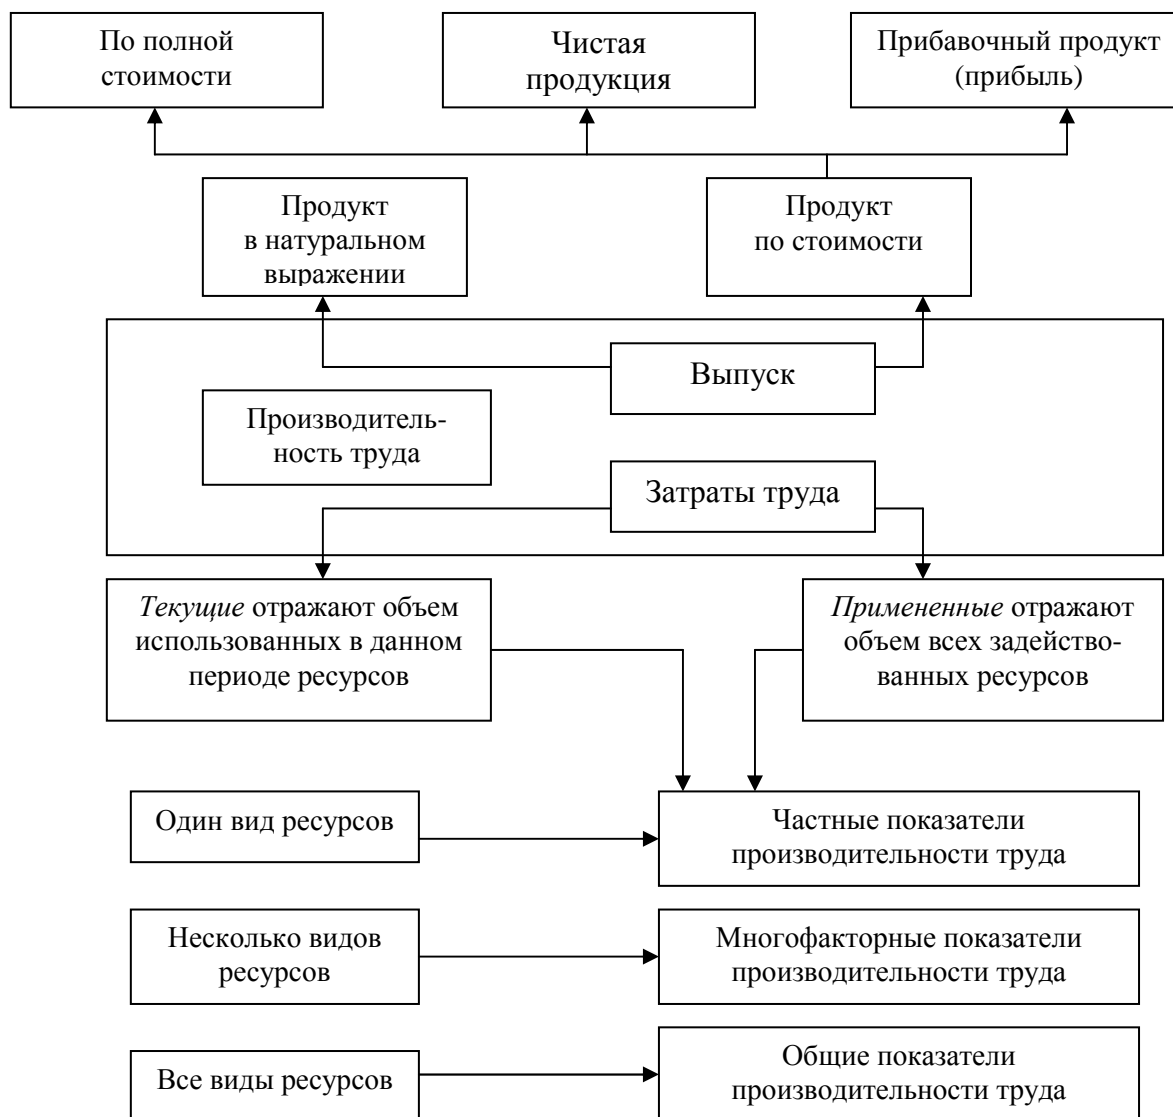 По полной
стоимости
Чистая
продукция
Прибавочный продукт
(прибыль)
Продукт
в натуральном
выражении
Продукт
по стоимости
Выпуск
Производитель-
ность труда
Затраты труда
Текущие отражают объем
использованных в данном
периоде ресурсов
Примененные отражают
объем всех задейство-
ванных ресурсов
Один вид ресурсов
Частные показатели
производительности труда
Несколько видов
ресурсов
Многофакторные показатели
производительности труда
Все виды ресурсов
Общие показатели
производительности труда